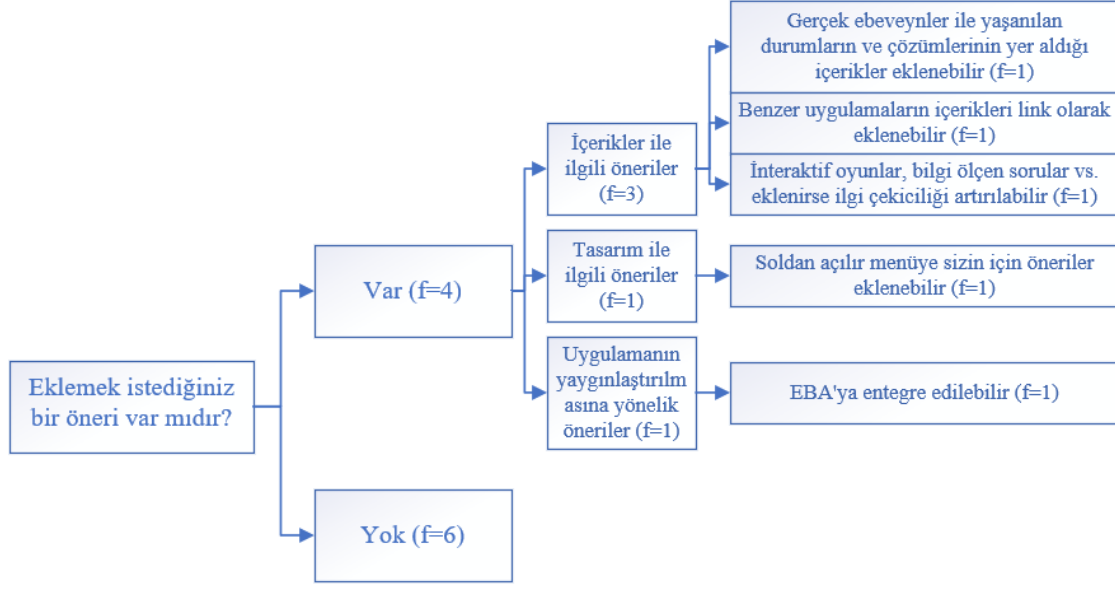 Eklemek istediğiniz
bir öneri var mıdır?
Var (f=4)
Yok (f=6)
İçerikler ile
ilgili öneriler
(f=3)
Tasarım ile
ilgili öneriler
(f=1)
Uygulamanın
yaygınlaştırılm
asına yönelik
öneriler (f=1)
Gerçek ebeveynler ile yaşanılan
durumların ve çözümlerinin yer aldığı
içerikler eklenebilir (f=1)
Benzer uygulamaların içerikleri link olarak
eklenebilir (f=1)
İnteraktif oyunlar, bilgi ölçen sorular vs.
eklenirse ilgi çekiciliği artırılabilir (f=1)
Soldan açılır menüye sizin için öneriler
eklenebilir (f=1)
EBA'ya entegre edilebilir (f=1)